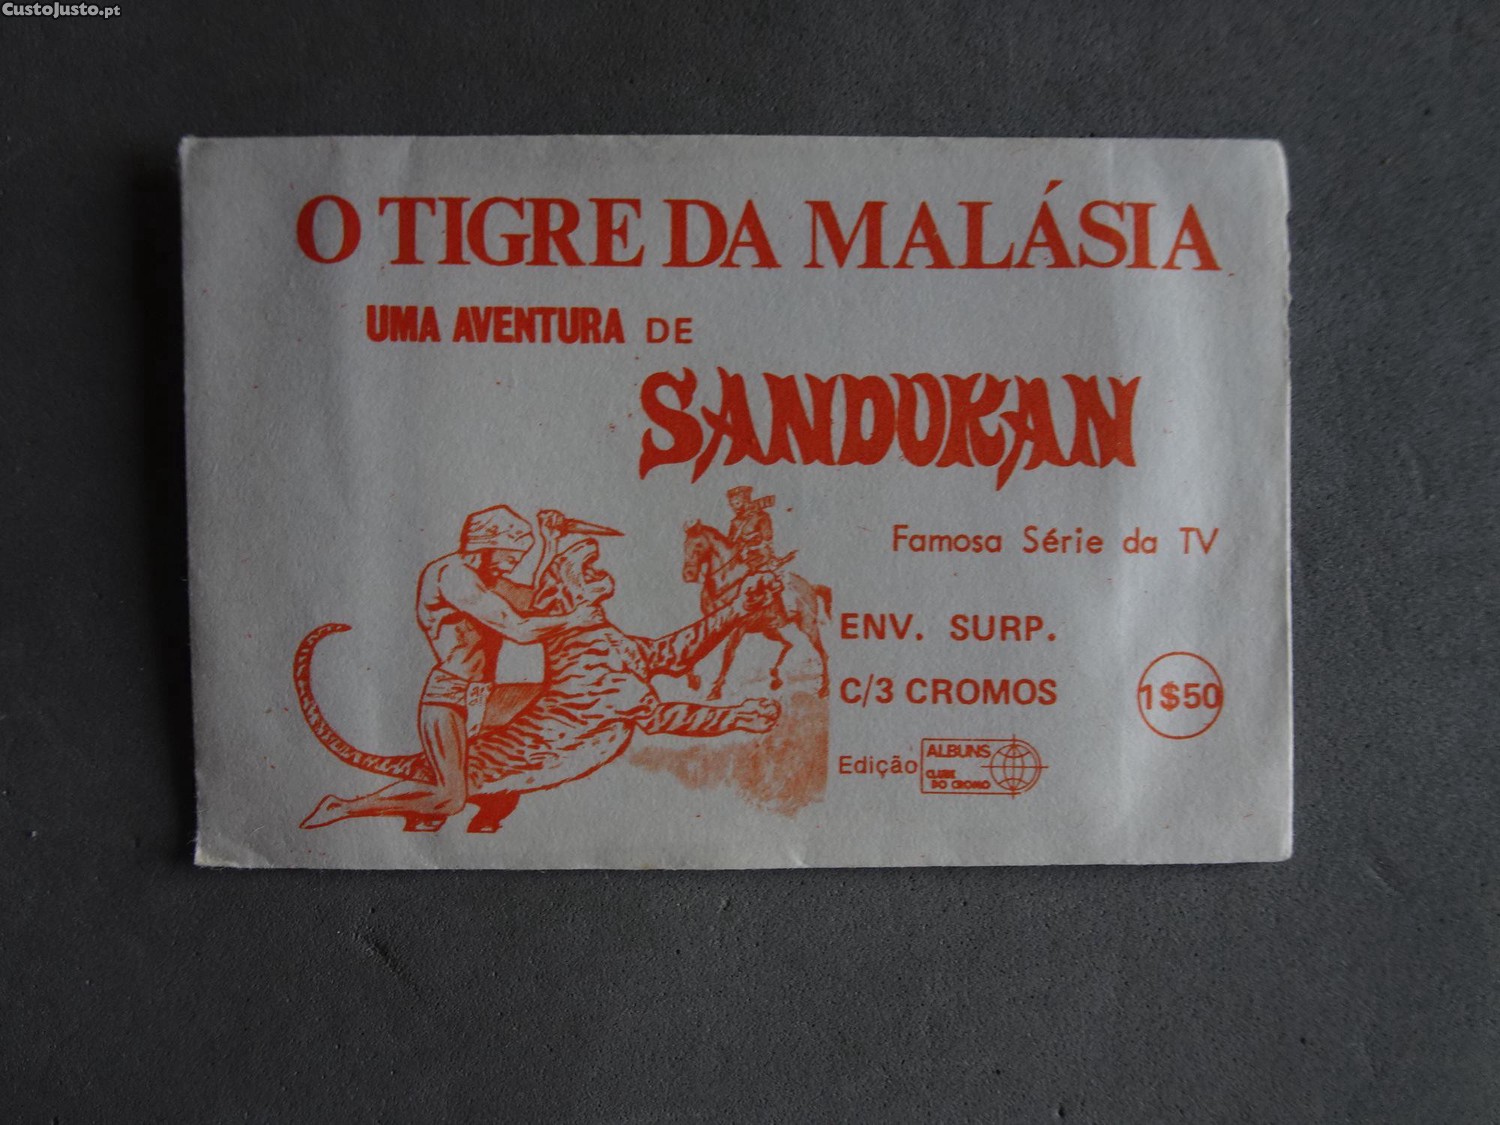 CustoJusto.pt
O TIGRE DA MALÁSIA
UMA AVENTURA DE
SANDOKAN
Famosa Série da TV
ENV. SURP.
C/3 CROMOS
1$50
Edição
ALBUNS
CLUBE
DO CROMO